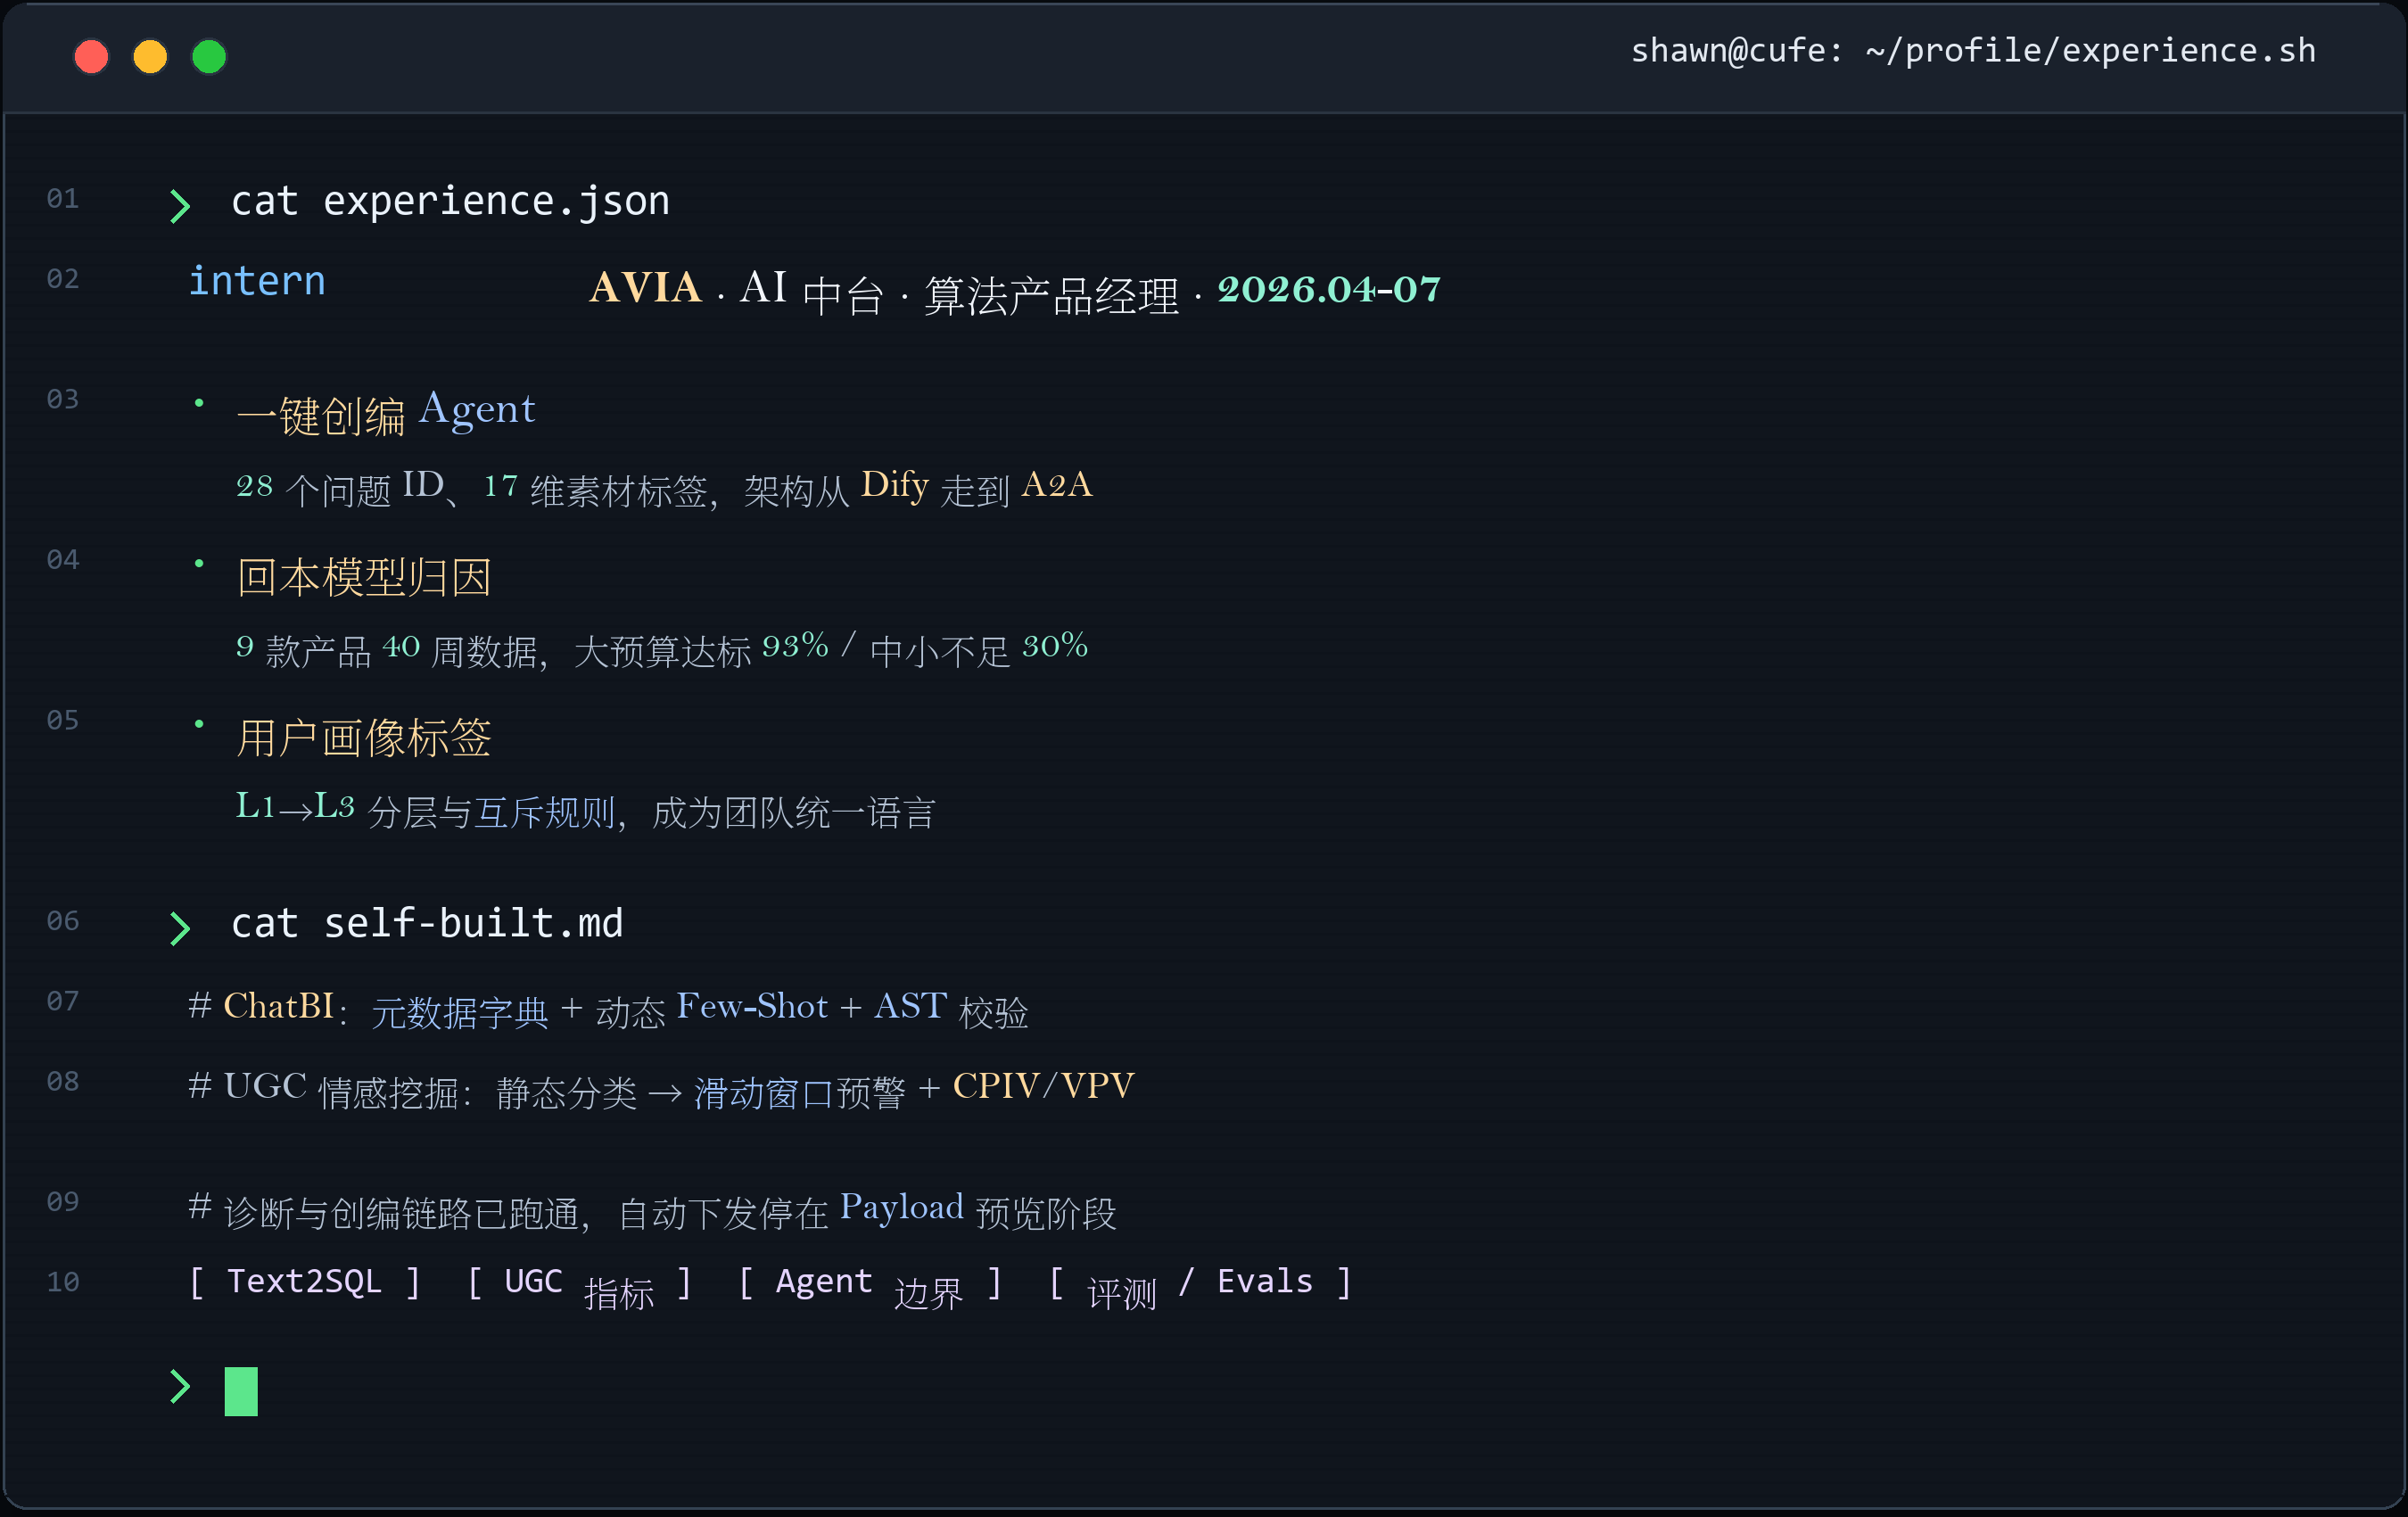 shawn@cufe: ~/profile/experience.sh
01 > cat experience.json
02 intern AVIA · AI 中台 · 算法产品经理 · 2026.04-07
03 · 一键创编 Agent
28 个问题 ID、17 维素材标签，架构从 Dify 走到 A2A
04 · 回本模型归因
9 款产品 40 周数据，大预算达标 93% / 中小不足 30%
05 · 用户画像标签
L1→L3 分层与互斥规则，成为团队统一语言
06 > cat self-built.md
07 # ChatBI：元数据字典 + 动态 Few-Shot + AST 校验
08 # UGC 情感挖掘：静态分类 → 滑动窗口预警 + CPIV/VPV
09 # 诊断与创编链路已跑通，自动下发停在 Payload 预览阶段
10 [ Text2SQL ] [ UGC 指标 ] [ Agent 边界 ] [ 评测 / Evals ]
>